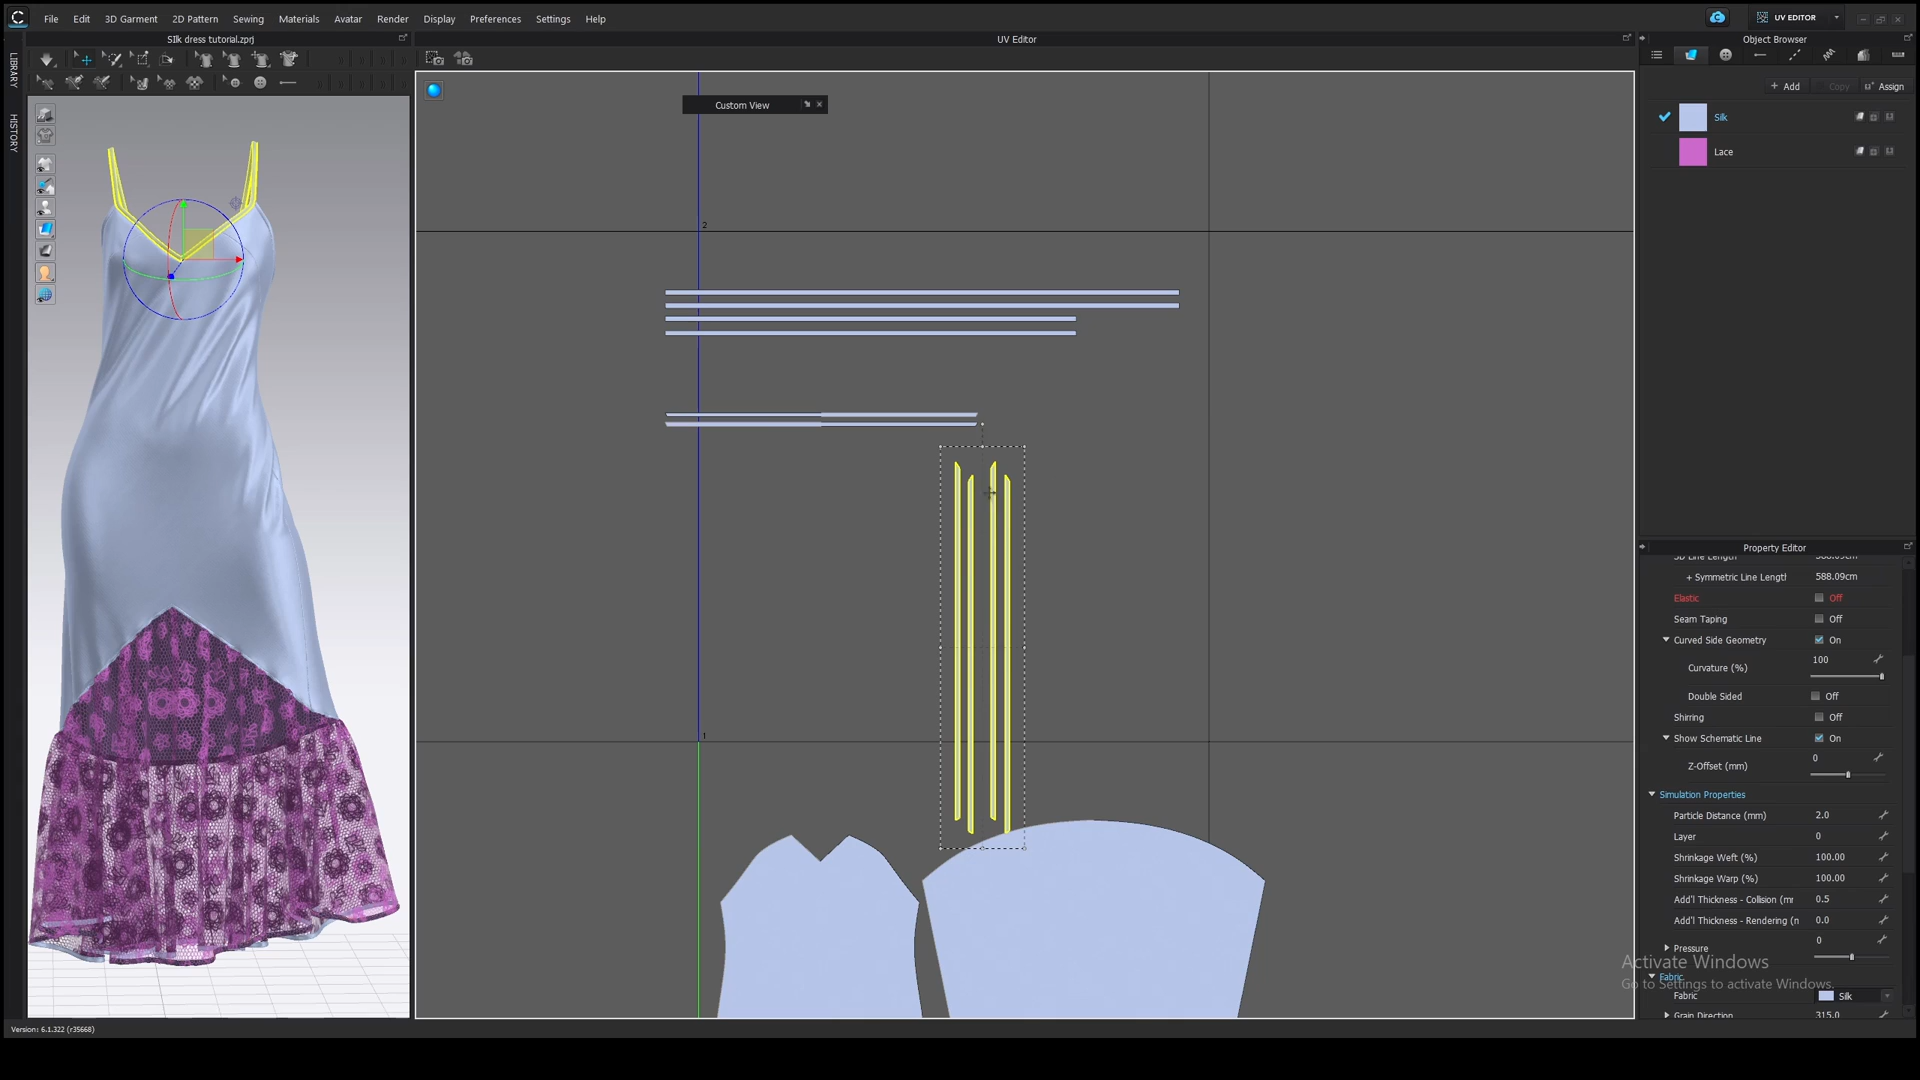 File Edit 3D Garment 2D Pattern Sewing Materials Avatar Render Display Preferences Settings Help
UV EDITOR
SIlk dress tutorial.zprj
UV Editor
Object Browser
LIBRARY
HISTORY
+ Add Copy Assign
Custom View
Silk
Lace
2
1
Property Editor
3D Line Length 588.09cm
+ Symmetric Line Lengtl 588.09cm
Elastic Off
Seam Taping Off
Curved Side Geometry On
Curvature (%) 100
Double Sided Off
Shirring Off
Show Schematic Line On
Z-Offset (mm) 0
Simulation Properties
Particle Distance (mm) 2.0
Layer 0
Shrinkage Weft (%) 100.00
Shrinkage Warp (%) 100.00
Add'l Thickness - Collision (mr 0.5
Add'l Thickness - Rendering (n 0.0
Pressure 0
Activate Windows
Go to Settings to activate Windows.
Fabric
Fabric Silk
Grain Direction 315.0
Version: 6.1.322 (r35668)